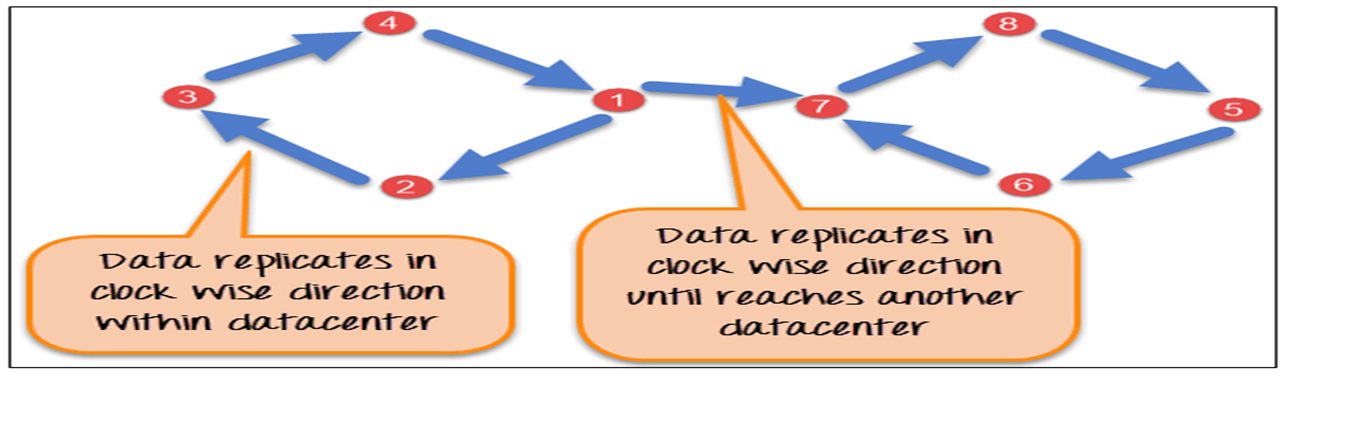 4
8
3
1
7
5
2
6
Data replicates in
clock wise direction
within datacenter
Data replicates in
clock wise direction
until reaches another
datacenter